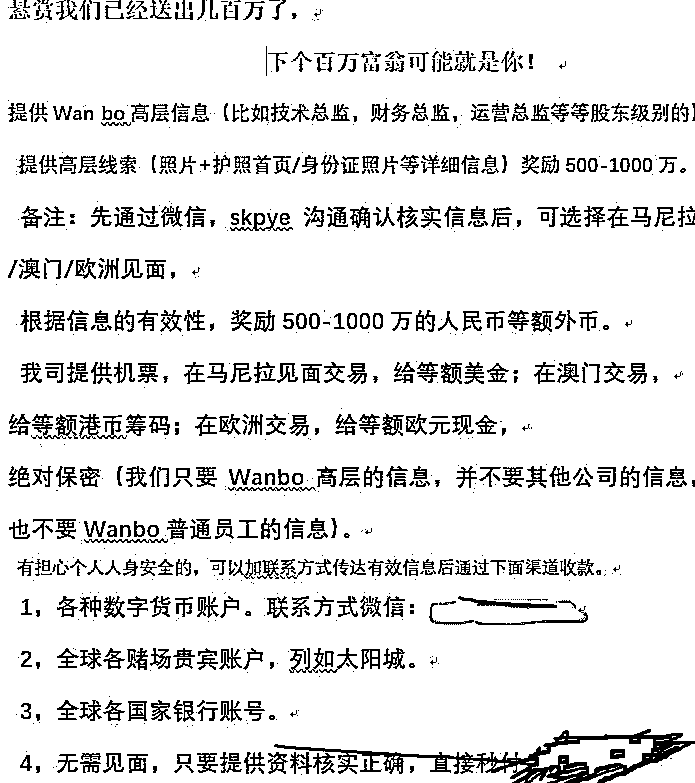 悬赏我们已经送出几百万了，
下个百万富翁可能就是你！
提供 Wan bo 高层信息（比如技术总监，财务总监，运营总监等等股东级别的）
提供高层线索（照片+护照首页/身份证照片等详细信息）奖励 500-1000 万。
备注：先通过微信，skpye 沟通确认核实信息后，可选择在马尼拉
/澳门/欧洲见面，
根据信息的有效性，奖励 500-1000 万的人民币等额外币。
我司提供机票，在马尼拉见面交易，给等额美金；在澳门交易，
给等额港币筹码；在欧洲交易，给等额欧元现金，
绝对保密（我们只要 Wanbo 高层的信息，并不要其他公司的信息，
也不要 Wanbo 普通员工的信息）。
有担心个人人身安全的，可以加联系方式传达有效信息后通过下面渠道收款。
1，各种数字货币账户。联系方式微信：
2，全球各赌场贵宾账户，列如太阳城。
3，全球各国家银行账号。
4，无需见面，只要提供资料核实正确，直接秒付